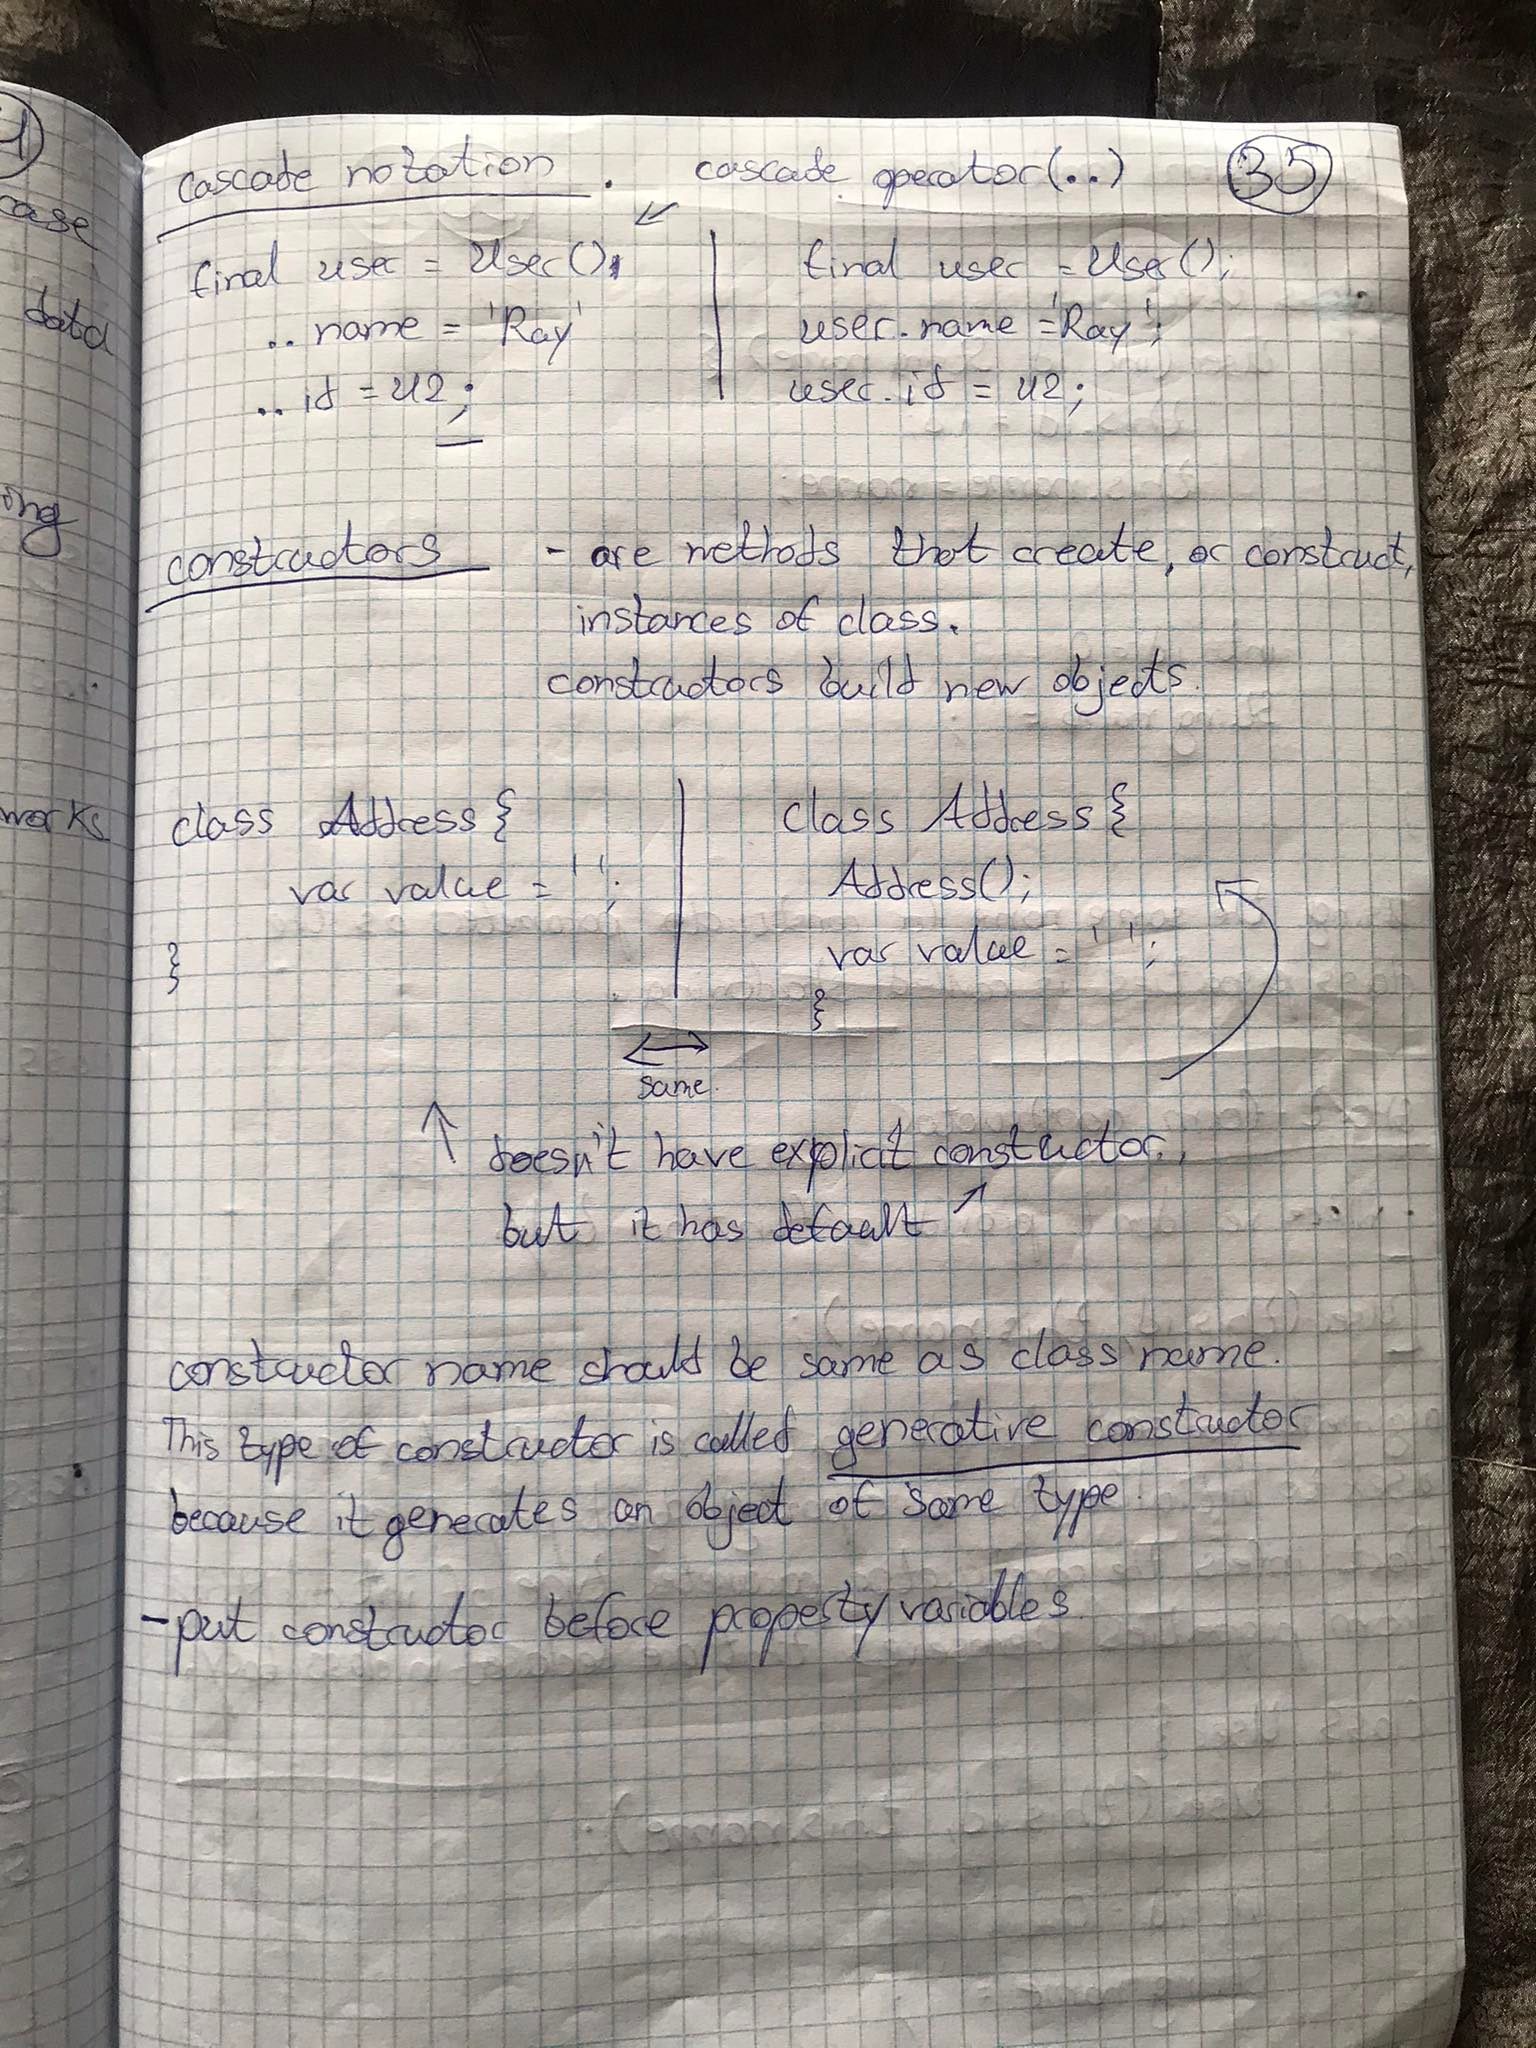 41
case
data
ing
works
cascade notation . cascade operator(..) 35
final user = User()
.. name = 'Ray'
.. id = 42;
final user = User();
user.name = 'Ray';
user.id = 42;
constructors - are methods that create, or construct,
instances of class.
constructors build new objects.
class Address {
var value = '';
}
class Address {
Address();
var value = '';
}
same.
doesn't have explicit constructor,
but it has default
constructor name should be same as class name.
This type of constructor is called generative constructor
because it generates an object of same type.
- put constructor before property variables.